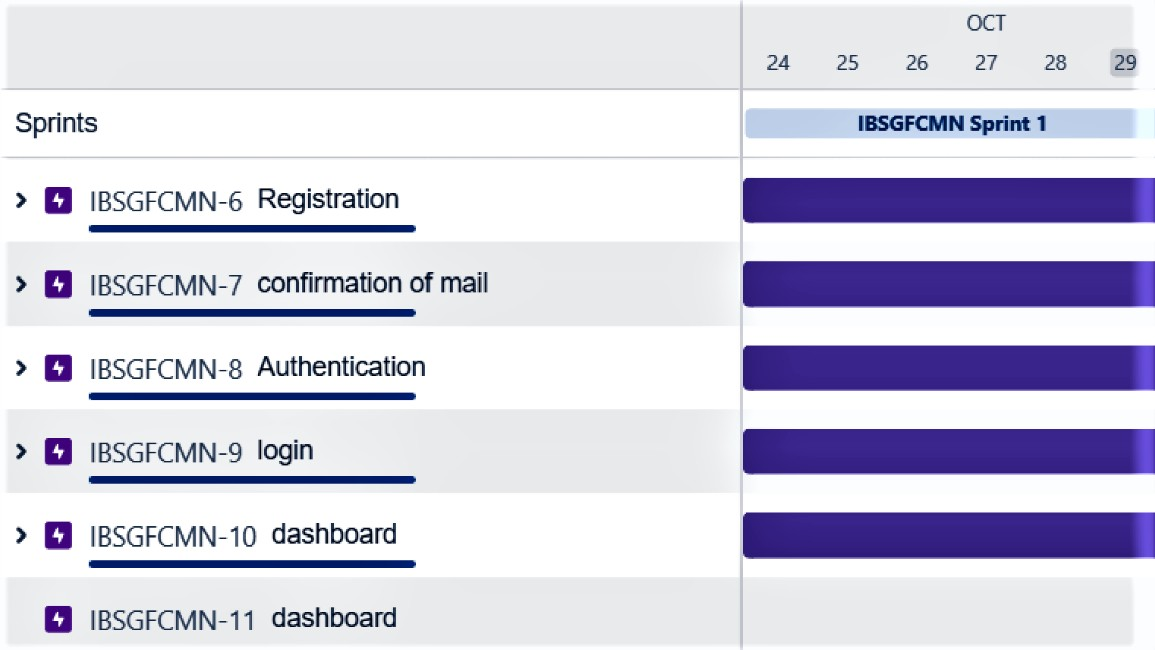 OCT
24 25 26 27 28 29
Sprints IBSGFCMN Sprint 1
IBSGFCMN-6 Registration
IBSGFCMN-7 confirmation of mail
IBSGFCMN-8 Authentication
IBSGFCMN-9 login
IBSGFCMN-10 dashboard
IBSGFCMN-11 dashboard